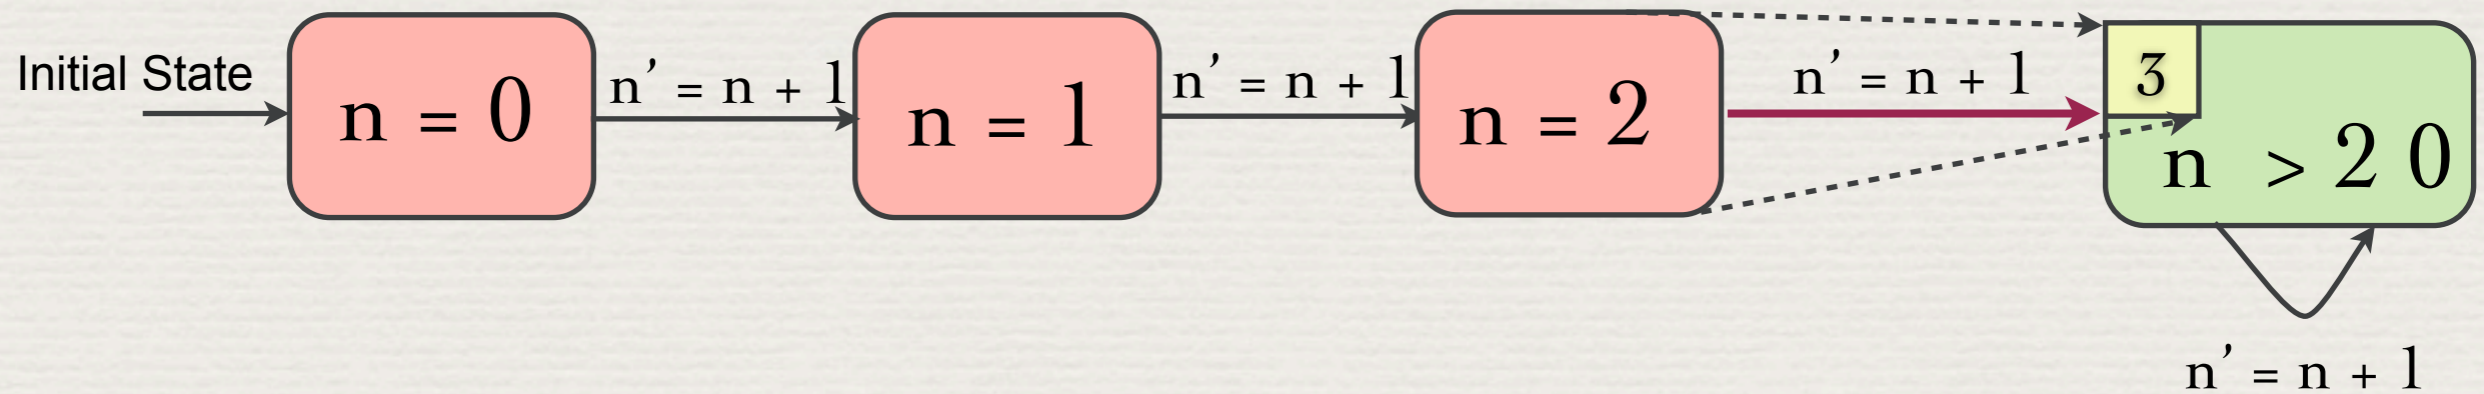 Initial State
n = 0
n’ = n + 1
n = 1
n’ = n + 1
n = 2
n’ = n + 1
3
n > 2 0
n’ = n + 1